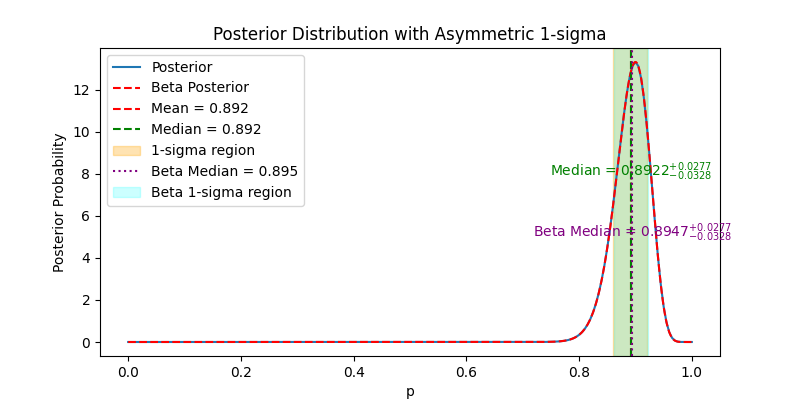 Posterior Distribution with Asymmetric 1-sigma
Posterior Probability
12
10
8
6
4
2
0
Posterior
Beta Posterior
Mean = 0.892
Median = 0.892
1-sigma region
Beta Median = 0.895
Beta 1-sigma region
Median = 0.8922+0.0277−0.0328
Beta Median = 0.8947+0.0277−0.0328
0.0 0.2 0.4 0.6 0.8 1.0
p